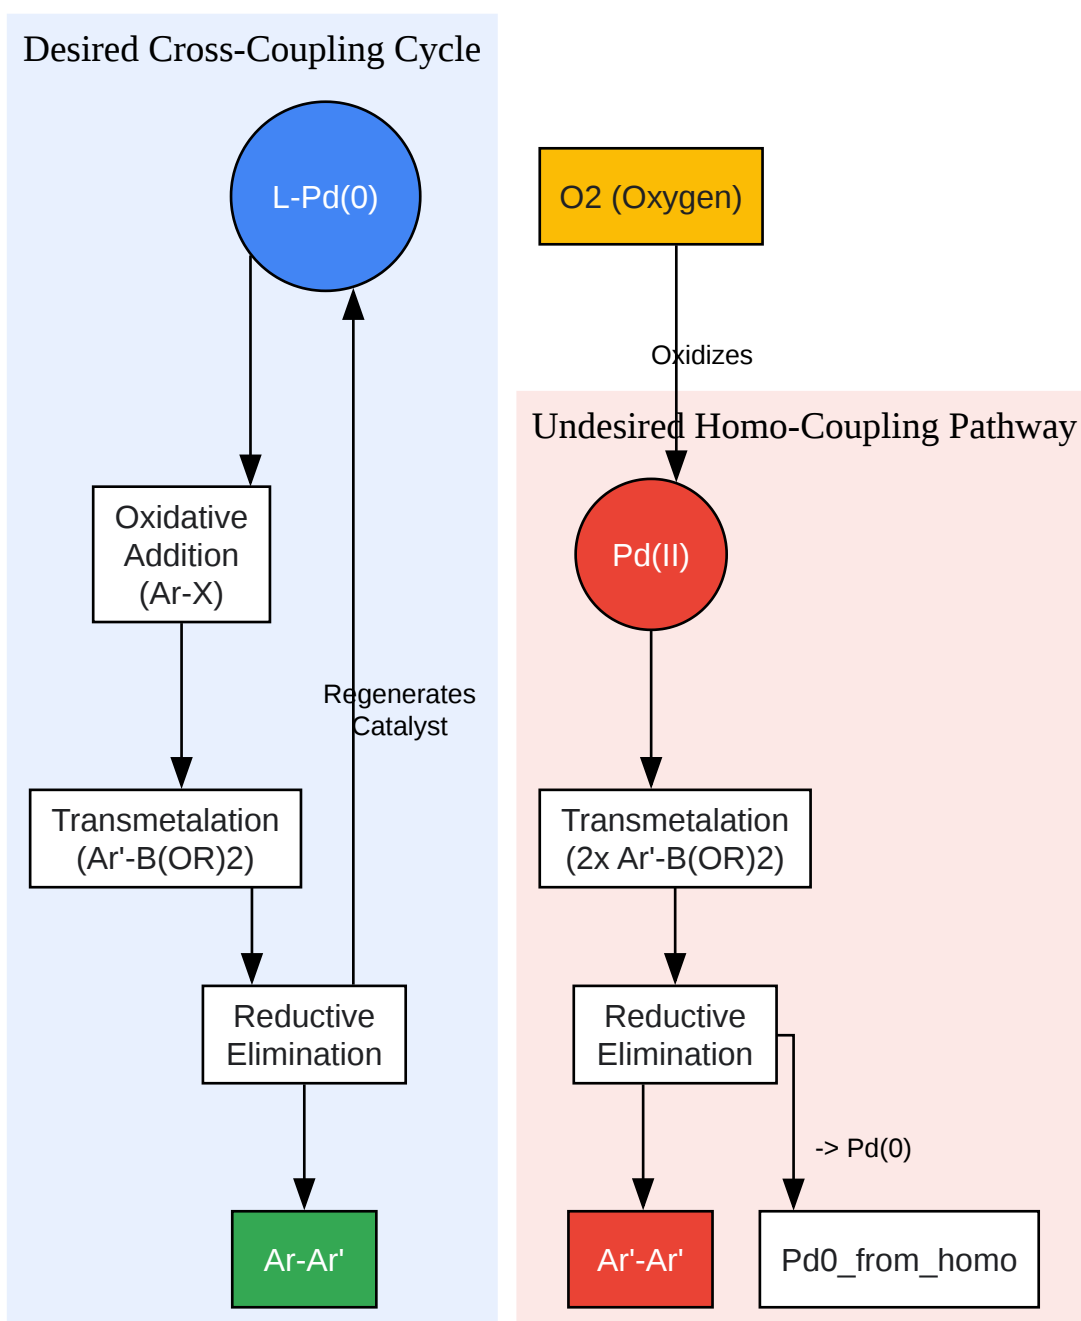 Desired Cross-Coupling Cycle
L-Pd(0)
Oxidative
Addition
(Ar-X)
Regenerates
Catalyst
Transmetalation
(Ar'-B(OR)2)
Reductive
Elimination
Ar-Ar'
O2 (Oxygen)
Oxidizes
Undesired Homo-Coupling Pathway
Pd(II)
Transmetalation
(2x Ar'-B(OR)2)
Reductive
Elimination
-> Pd(0)
Ar'-Ar'
Pd0_from_homo